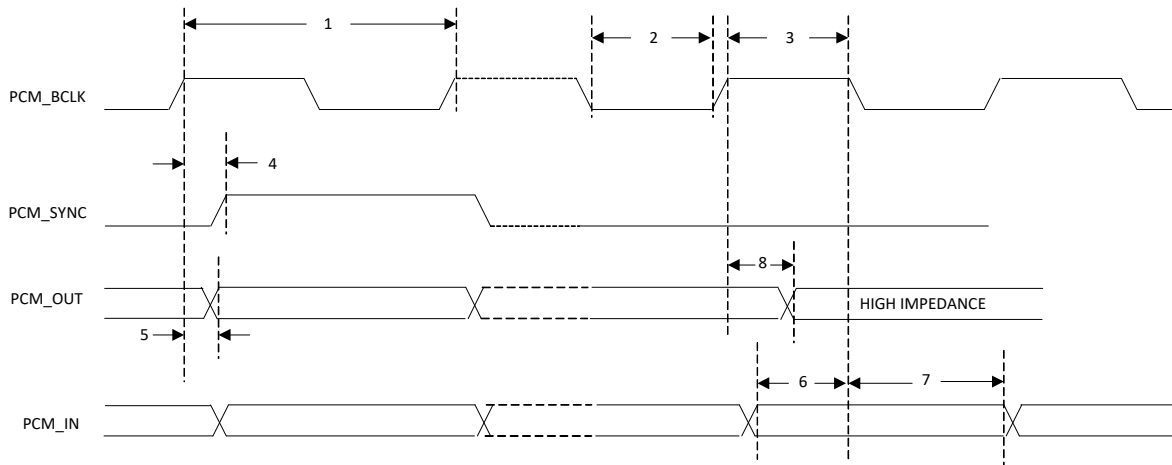 1
2
3
PCM_BCLK
4
PCM_SYNC
8
PCM_OUT
HIGH IMPEDANCE
5
6
7
PCM_IN